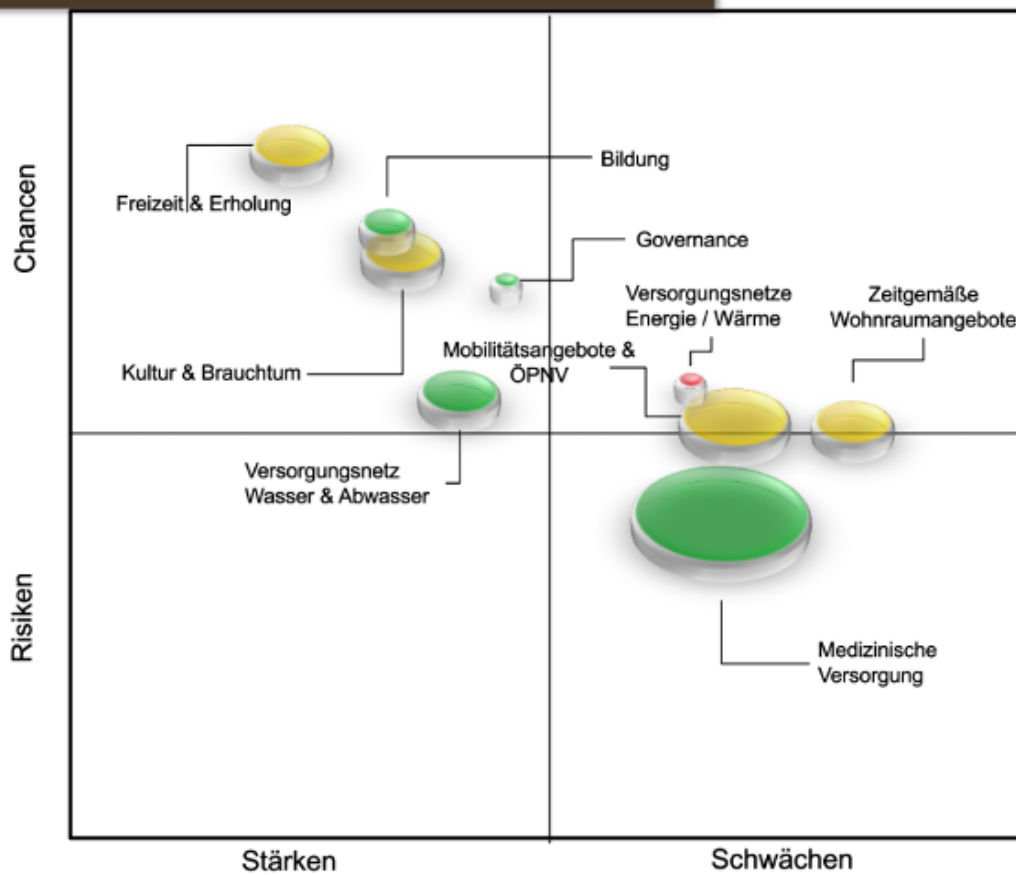 Chancen
Risiken
Freizeit & Erholung
Bildung
Governance
Versorgungsnetze
Energie / Wärme
Zeitgemäße
Wohnraumangebote
Mobilitätsangebote &
ÖPNV
Kultur & Brauchtum
Versorgungsnetz
Wasser & Abwasser
Medizinische
Versorgung
Stärken
Schwächen